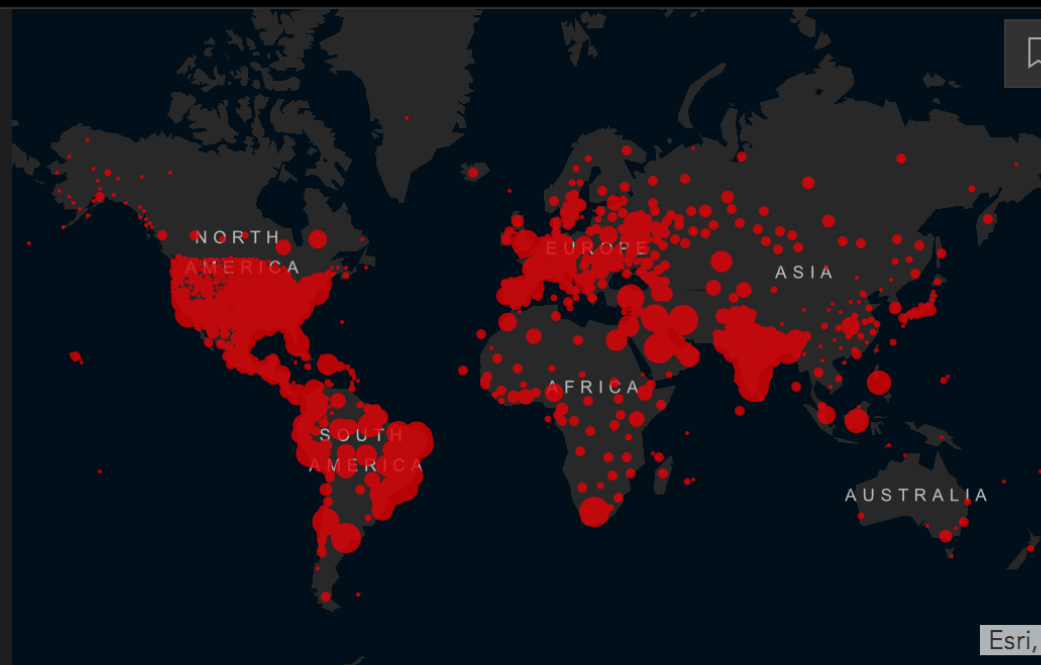 NORTH
AMERICA
EUROPE
ASIA
AFRICA
SOUTH
AMERICA
AUSTRALIA
Esri,